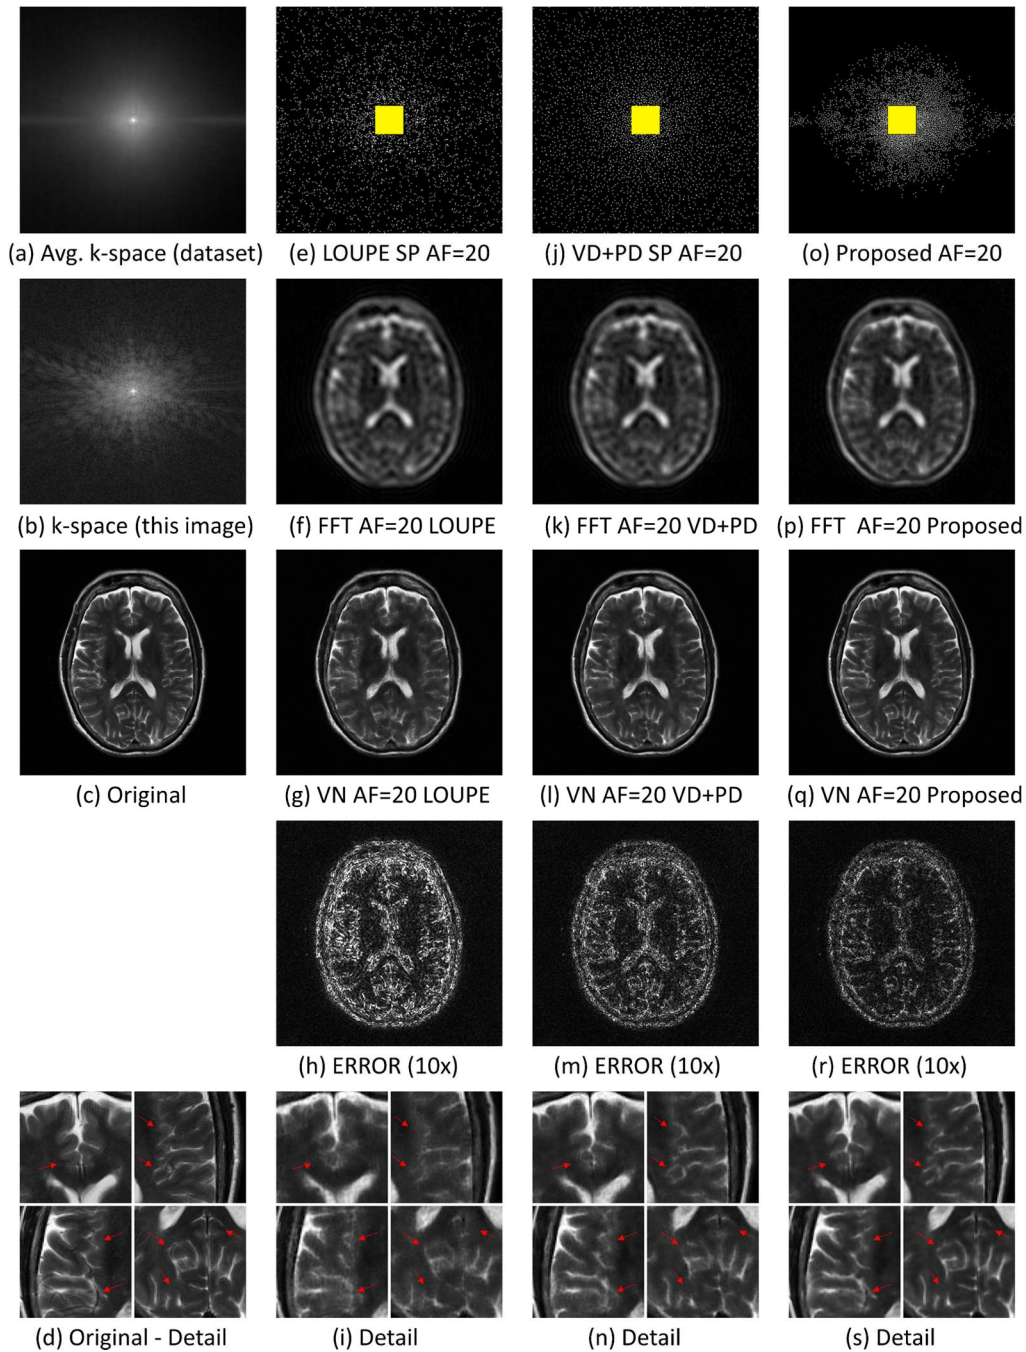 (a) Avg. k-space (dataset)
(e) LOUPE SP AF=20
(j) VD+PD SP AF=20
(o) Proposed AF=20
(b) k-space (this image)
(f) FFT AF=20 LOUPE
(k) FFT AF=20 VD+PD
(p) FFT AF=20 Proposed
(c) Original
(g) VN AF=20 LOUPE
(l) VN AF=20 VD+PD
(q) VN AF=20 Proposed
(h) ERROR (10x)
(m) ERROR (10x)
(r) ERROR (10x)
(d) Original - Detail
(i) Detail
(n) Detail
(s) Detail